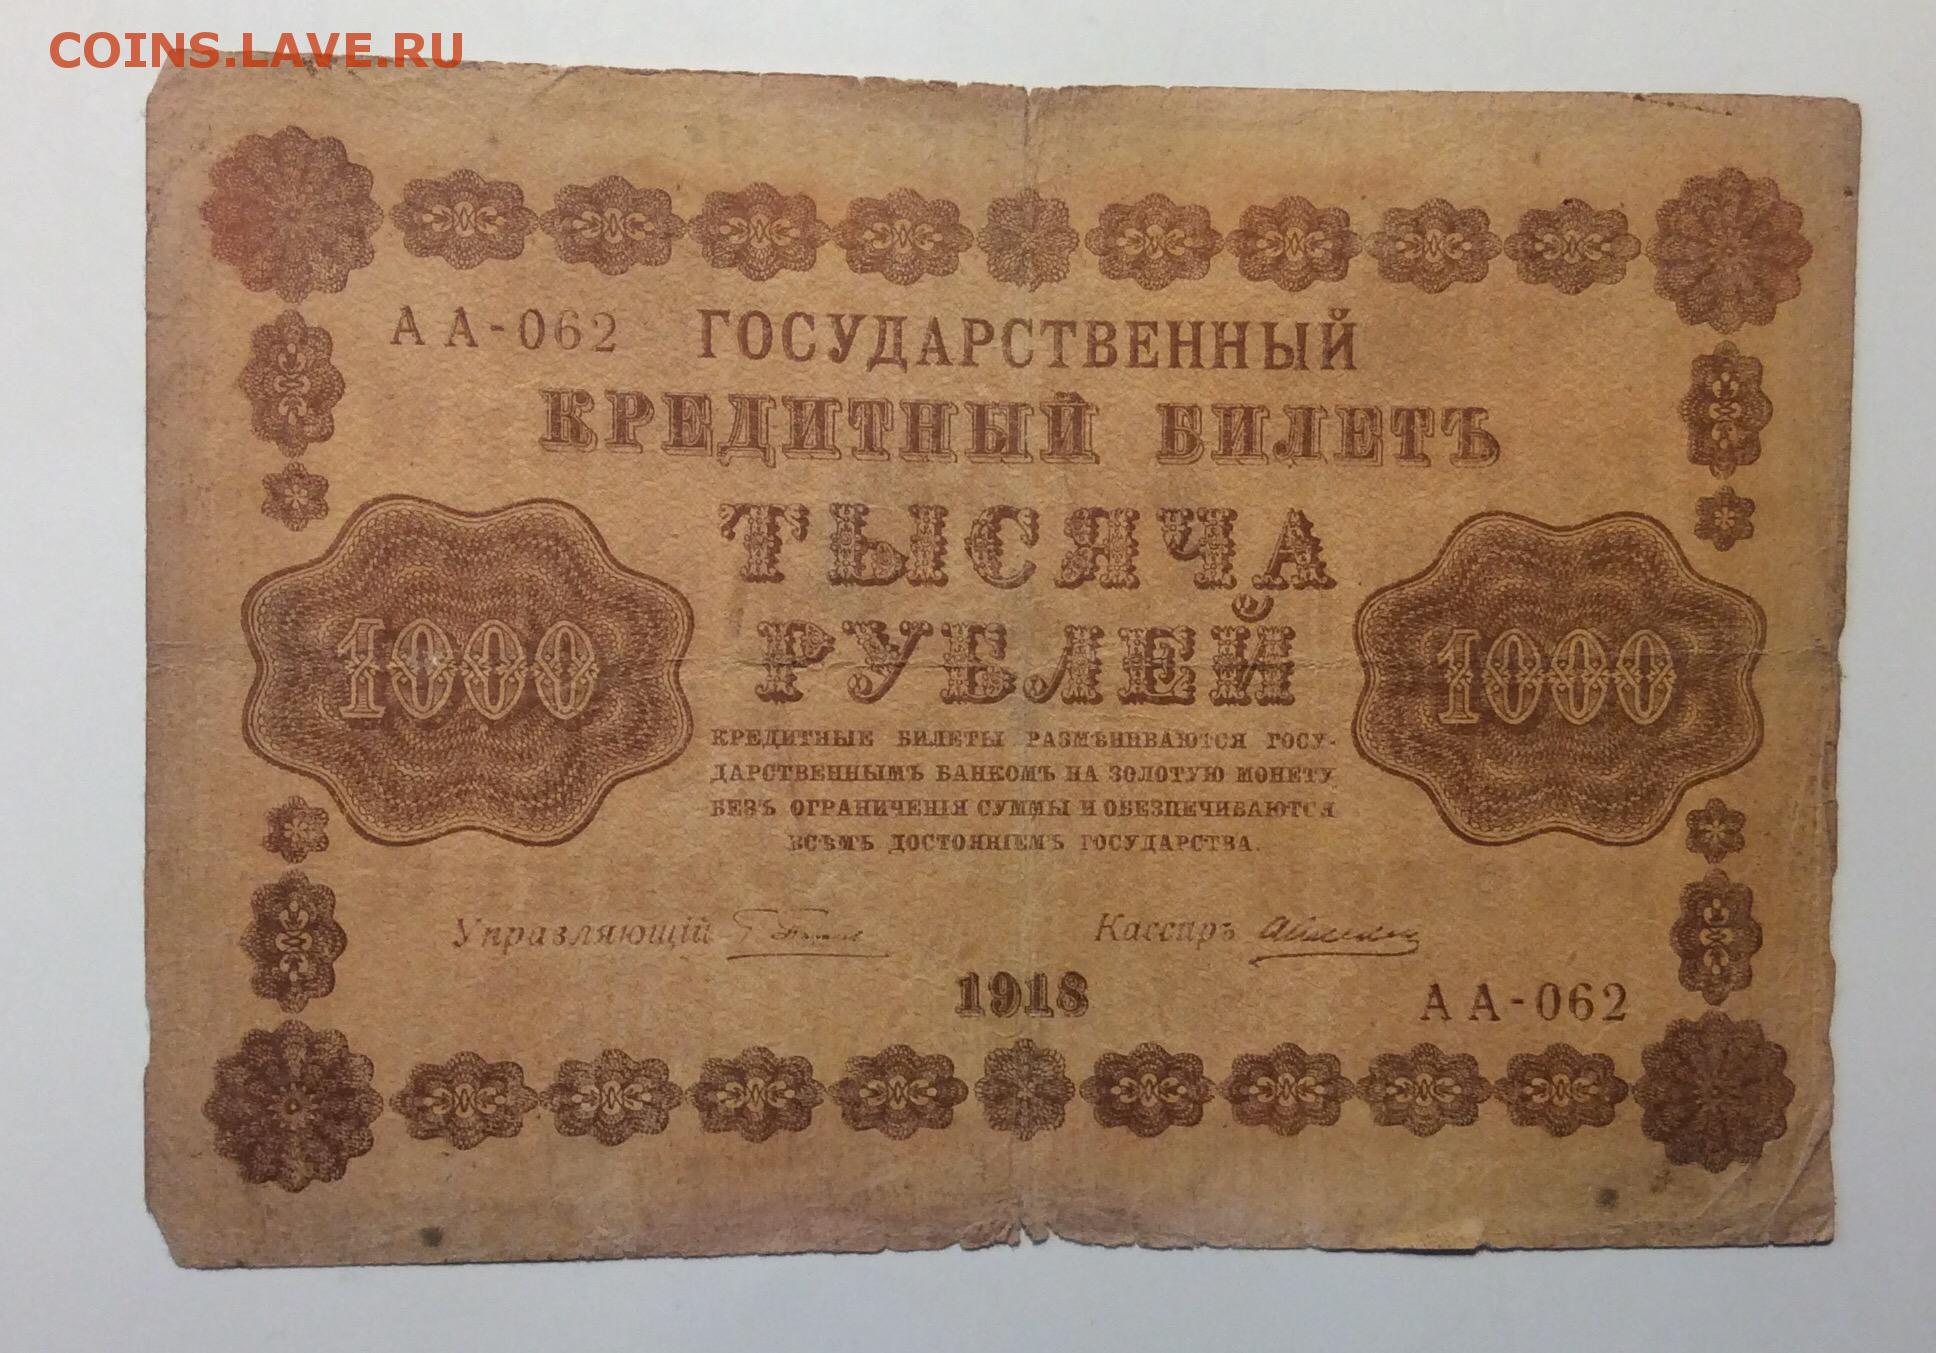 COINS.LAVE.RU
АА-062 ГОСУДАРСТВЕННЫЙ
КРЕДИТНЫЙ БИЛЕТЪ
ТЫСЯЧА
РУБЛЕЙ
1000 1000
КРЕДИТНЫЕ БИЛЕТЫ РАЗМѢНИВАЮТСЯ ГОСУ-
ДАРСТВЕННЫМЪ БАНКОМЪ НА ЗОЛОТУЮ МОНЕТУ
БЕЗЪ ОГРАНИЧЕНІЯ СУММЫ И ОБЕЗПЕЧИВАЮТСЯ
ВСѢМЪ ДОСТОЯНІЕМЪ ГОСУДАРСТВА.
Управляющій Кассиръ
1918
АА-062